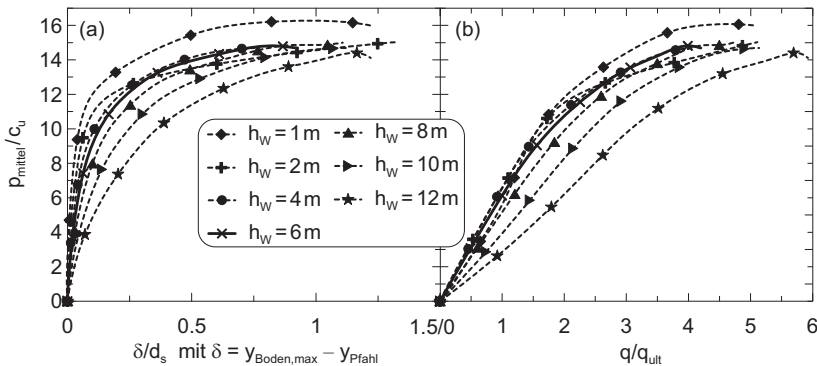 16
14
12
10
8
6
4
2
0
p_mittel/c_u
(a)
(b)
h_W = 1 m
h_W = 2 m
h_W = 4 m
h_W = 6 m
h_W = 8 m
h_W = 10 m
h_W = 12 m
0 0.5 1 1.5/0 1 2 3 4 5 6
δ/d_s mit δ = y_Boden,max − y_Pfahl
q/q_ult